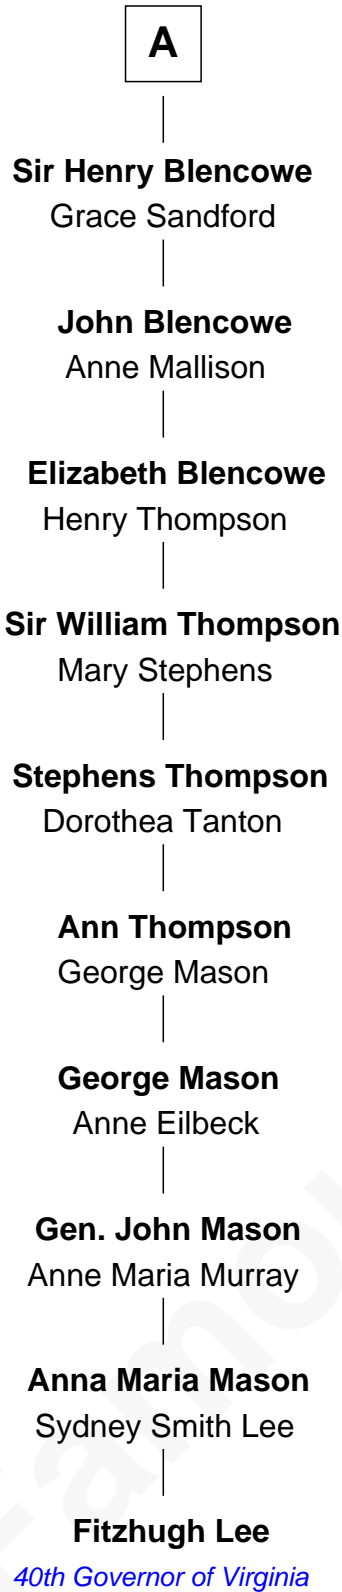 A
Sir Henry Blencowe
Grace Sandford
John Blencowe
Anne Mallison
Elizabeth Blencowe
Henry Thompson
Sir William Thompson
Mary Stephens
Stephens Thompson
Dorothea Tanton
Ann Thompson
George Mason
George Mason
Anne Eilbeck
Gen. John Mason
Anne Maria Murray
Anna Maria Mason
Sydney Smith Lee
Fitzhugh Lee
40th Governor of Virginia